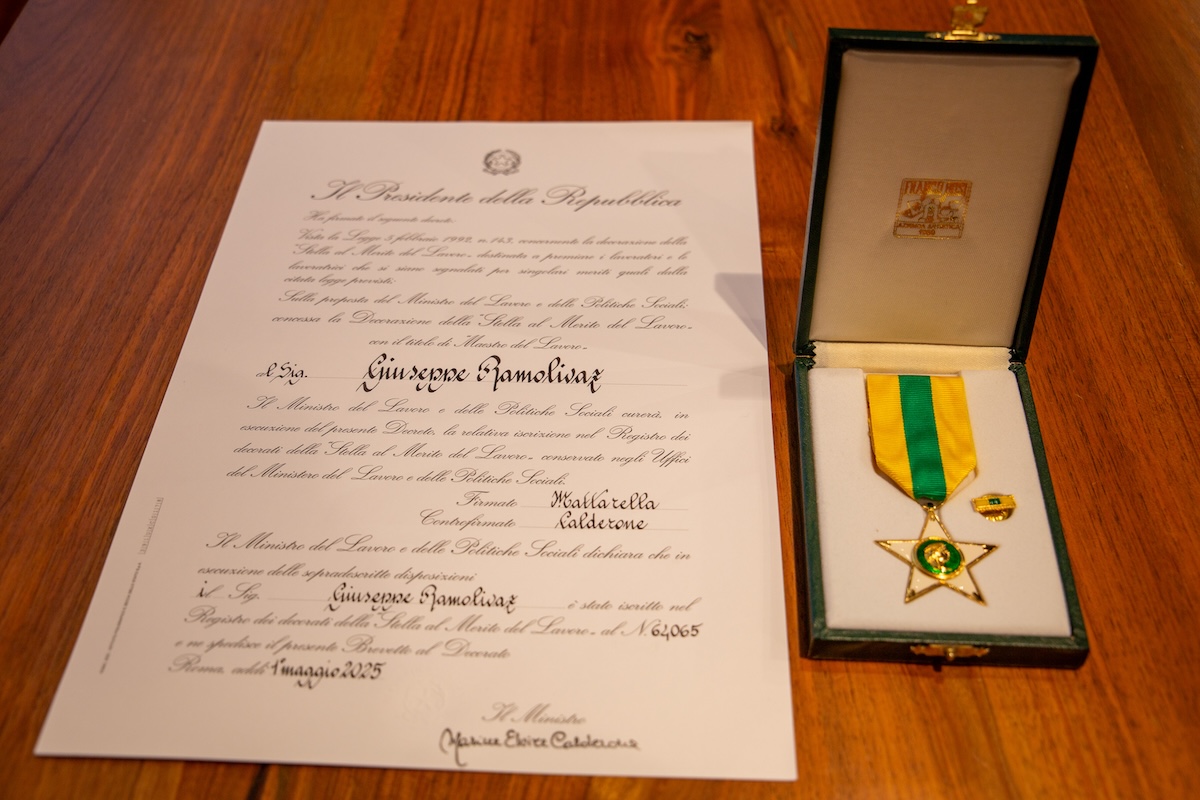 Il Presidente della Repubblica
Ha firmato il seguente decreto:
Vista la Legge 5 febbraio 1992, n. 143, concernente la decorazione della
"Stella al Merito del Lavoro" destinata a premiare i lavoratori e le
lavoratrici che si siano segnalati per singolari meriti quali dalla
citata legge previsti;
Sulla proposta del Ministro del Lavoro e delle Politiche Sociali,
concessa la Decorazione della "Stella al Merito del Lavoro"
con il titolo di "Maestro del Lavoro"
al Sig. Giuseppe Ramolivaz
Il Ministro del Lavoro e delle Politiche Sociali curerà, in
esecuzione del presente Decreto, la relativa iscrizione nel Registro dei
decorati della "Stella al Merito del Lavoro" conservato negli Uffici
del Ministero del Lavoro e delle Politiche Sociali.
Firmato Mattarella
Controfirmato Calderone
Il Ministro del Lavoro e delle Politiche Sociali dichiara che in
esecuzione delle sopradescritte disposizioni
il Sig. Giuseppe Ramolivaz è stato iscritto nel
Registro dei decorati della "Stella al Merito del Lavoro" al N. 64065
e ne spedisce il presente Brevetto al Decorato
Roma, addì 1° maggio 2025
Il Ministro
Marina Elvira Calderone